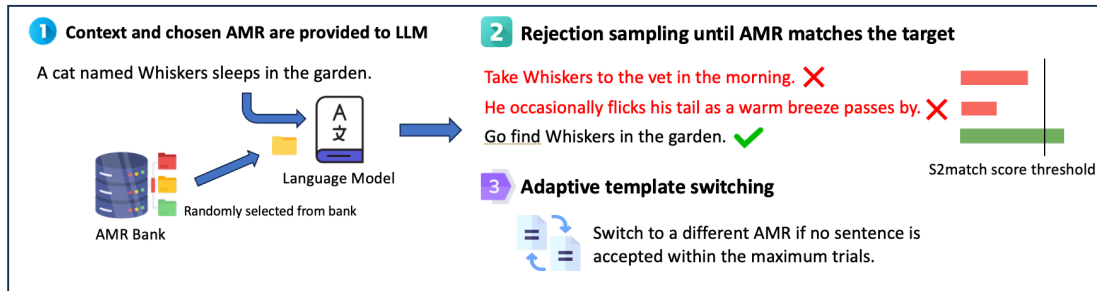 1 Context and chosen AMR are provided to LLM
A cat named Whiskers sleeps in the garden.
A
文
Language Model
Randomly selected from bank
AMR Bank
2 Rejection sampling until AMR matches the target
Take Whiskers to the vet in the morning.
He occasionally flicks his tail as a warm breeze passes by.
Go find Whiskers in the garden.
S2match score threshold
3 Adaptive template switching
Switch to a different AMR if no sentence is
accepted within the maximum trials.